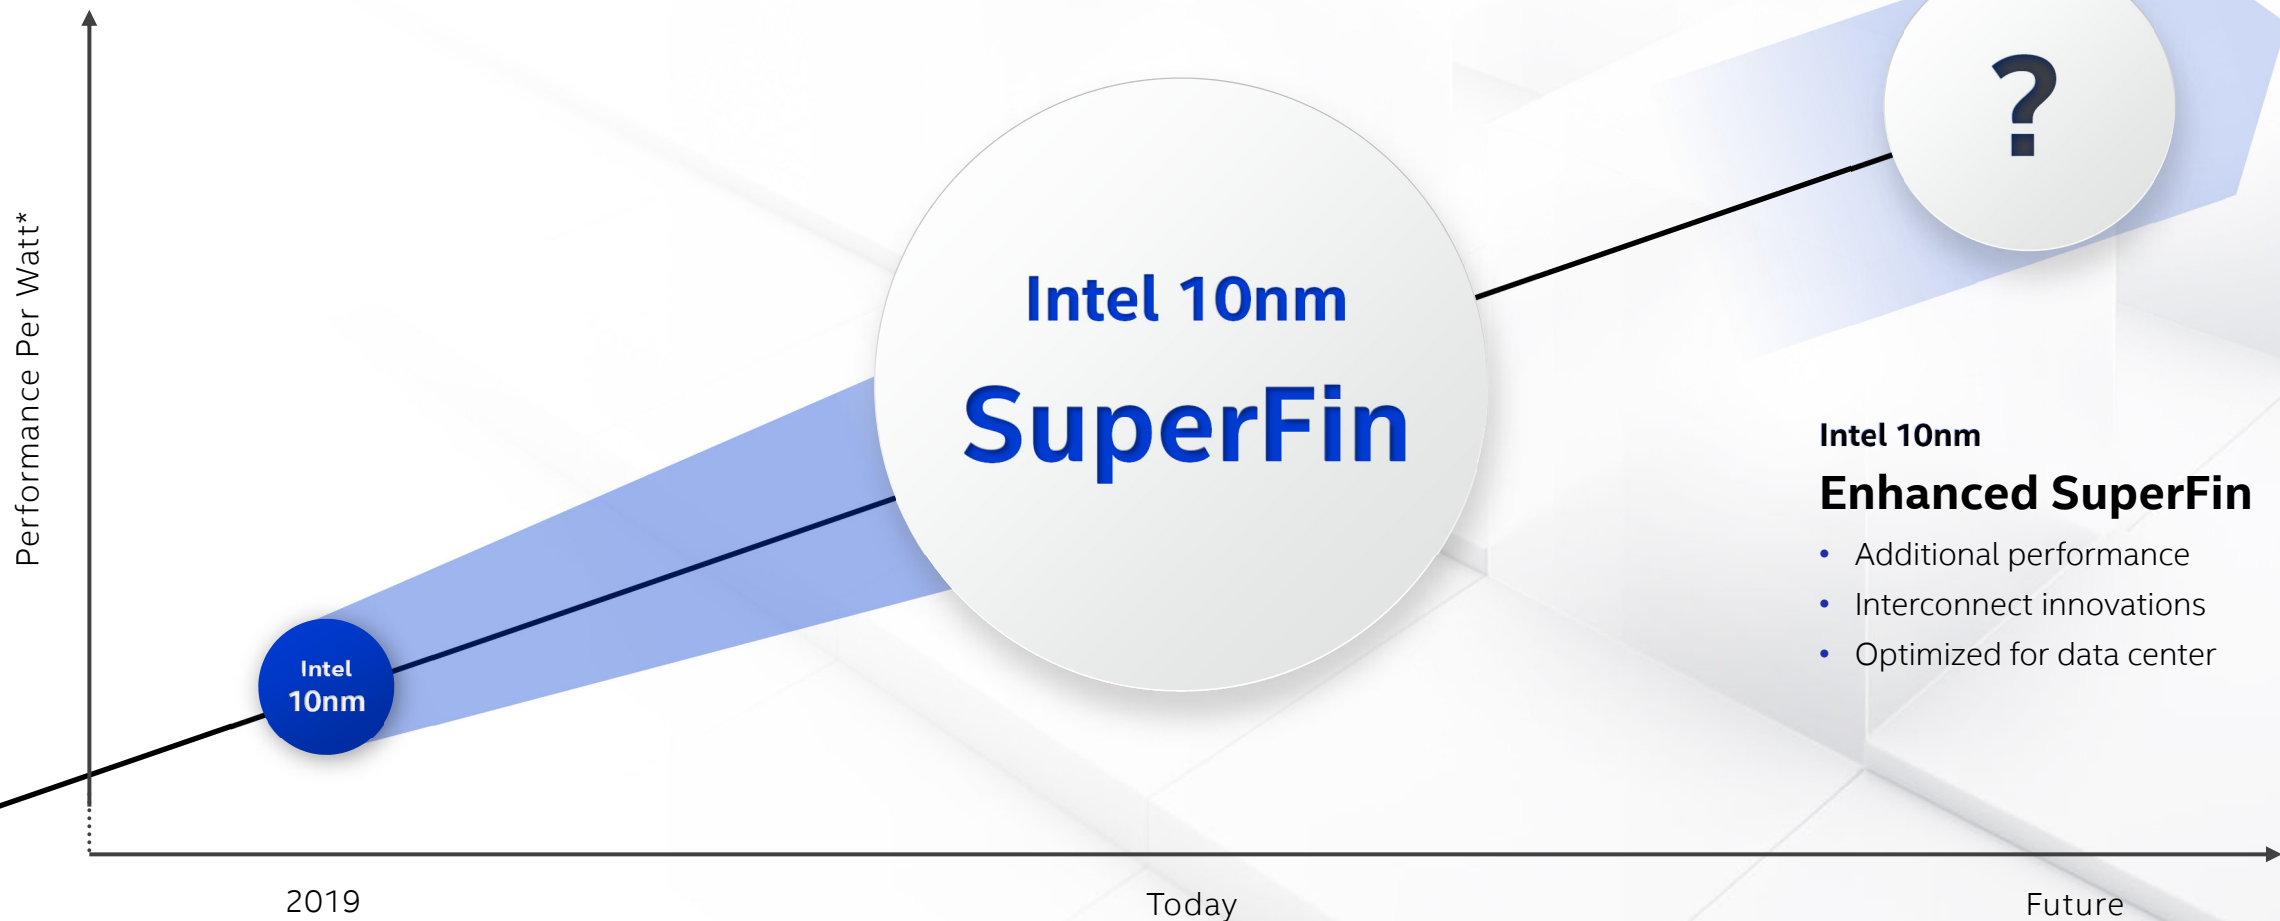 Performance Per Watt*
?
Intel 10nm
SuperFin
Intel 10nm
Enhanced SuperFin
• Additional performance
• Interconnect innovations
• Optimized for data center
Intel
10nm
2019
Today
Future